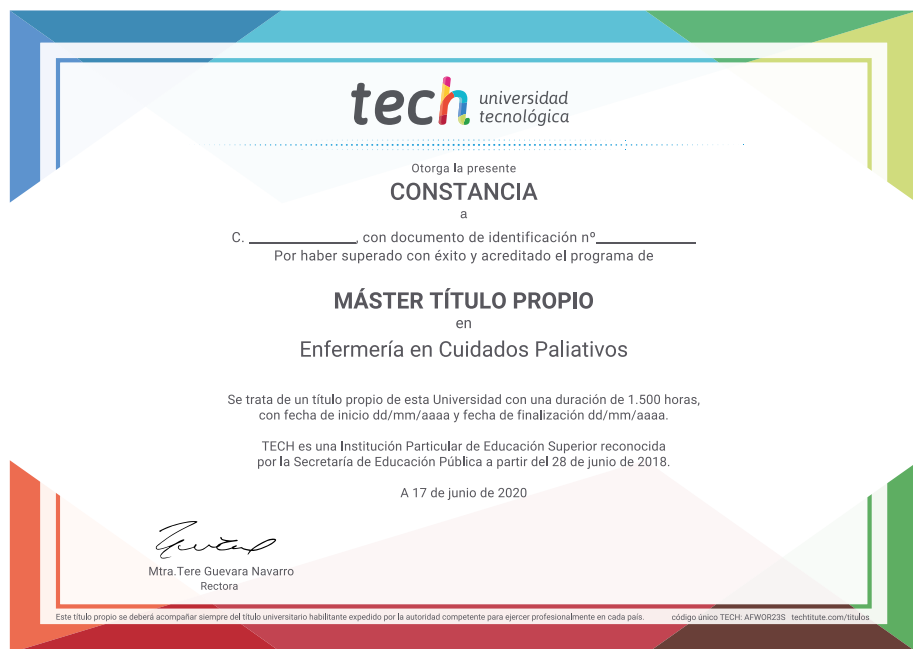 tech universidad
tecnológica
Otorga la presente
CONSTANCIA
a
C. ____________, con documento de identificación nº____________
Por haber superado con éxito y acreditado el programa de
MÁSTER TÍTULO PROPIO
en
Enfermería en Cuidados Paliativos
Se trata de un título propio de esta Universidad con una duración de 1.500 horas,
con fecha de inicio dd/mm/aaaa y fecha de finalización dd/mm/aaaa.
TECH es una Institución Particular de Educación Superior reconocida
por la Secretaría de Educación Pública a partir del 28 de junio de 2018.
A 17 de junio de 2020
Mtra.Tere Guevara Navarro
Rectora
Este título propio se deberá acompañar siempre del título universitario habilitante expedido por la autoridad competente para ejercer profesionalmente en cada país. código único TECH: AFWOR23S techtitute.com/titulos